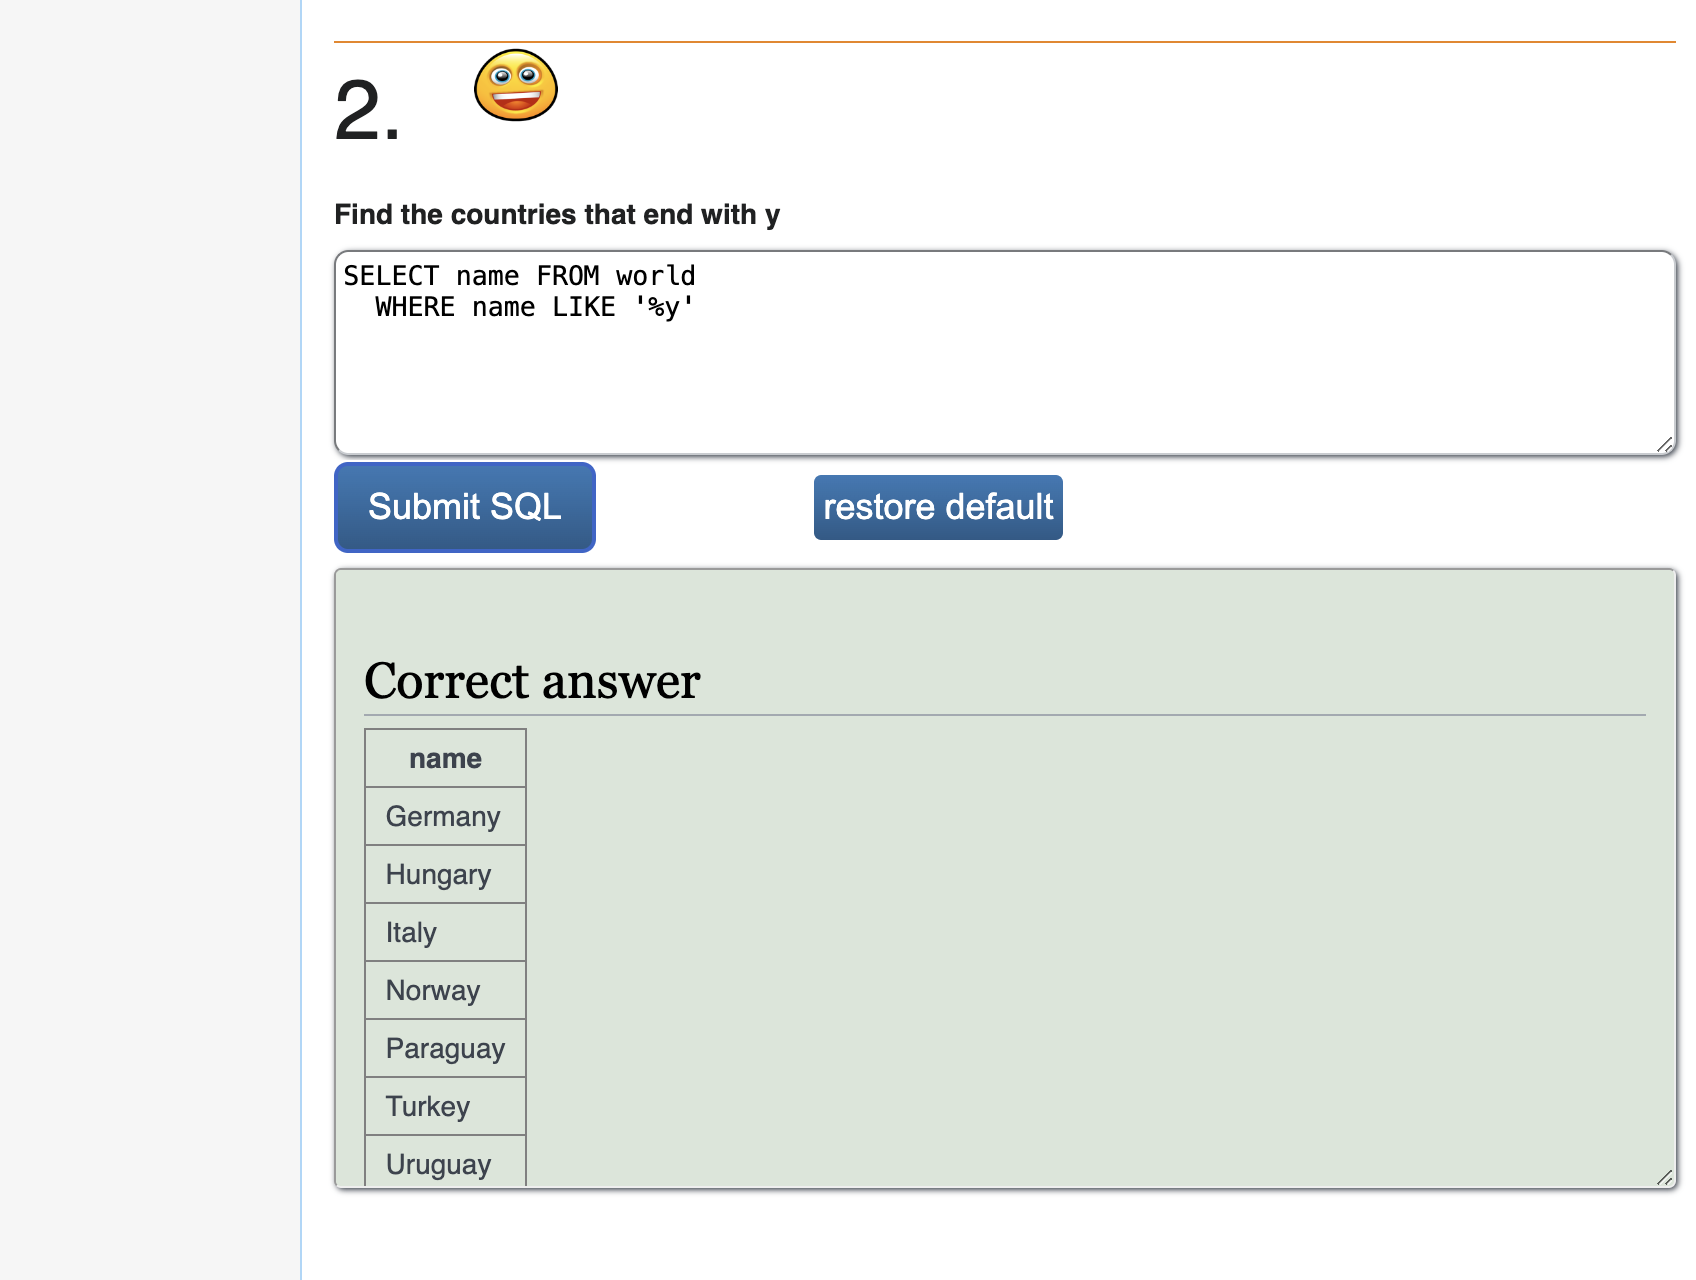 2.
Find the countries that end with y
SELECT name FROM world
  WHERE name LIKE '%y'
Submit SQL
restore default
Correct answer
name
Germany
Hungary
Italy
Norway
Paraguay
Turkey
Uruguay